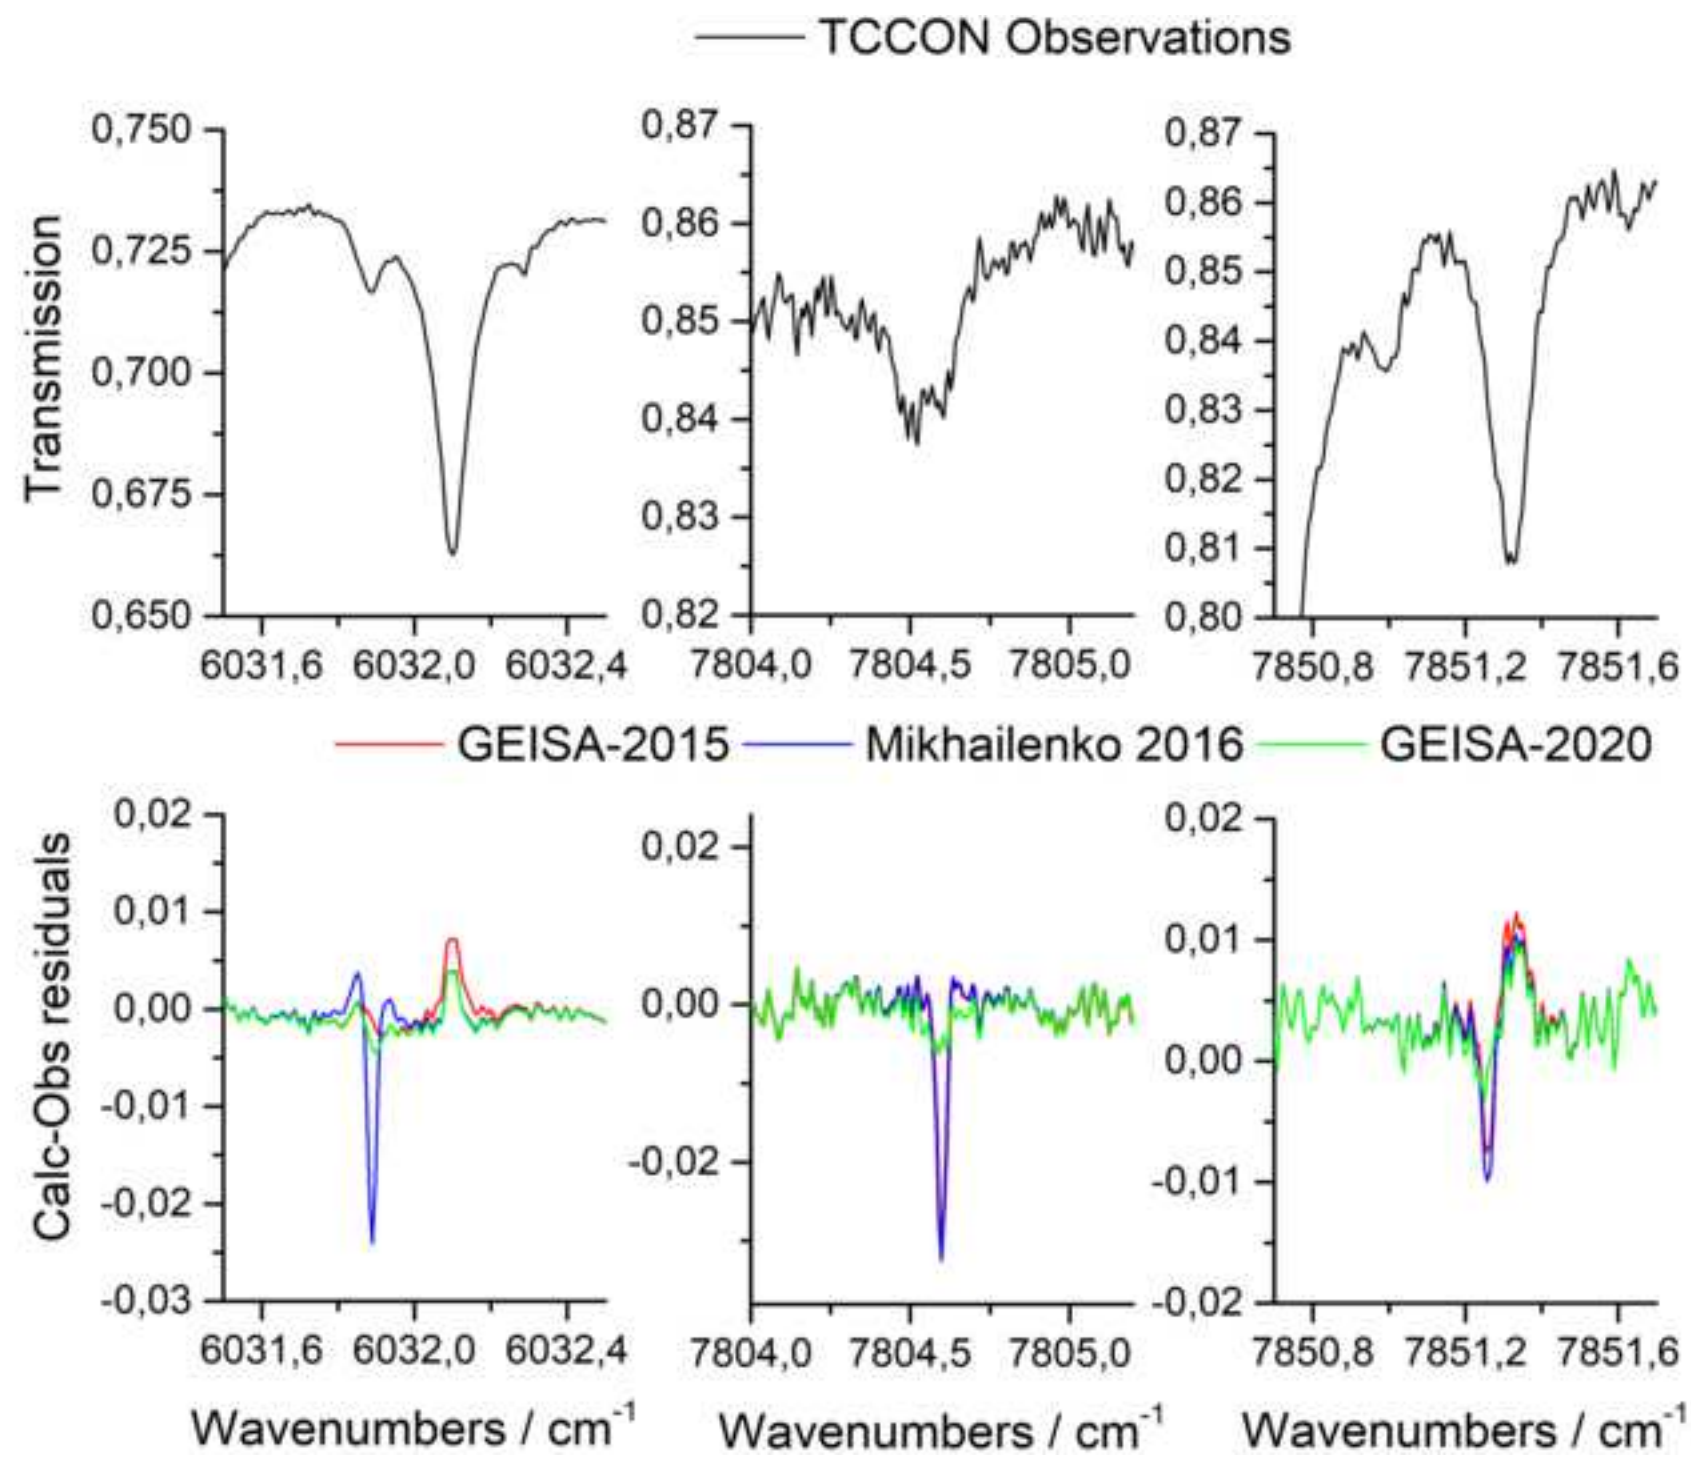 TCCON Observations
Transmission
0,750
0,725
0,700
0,675
0,650
6031,6 6032,0 6032,4
0,87
0,86
0,85
0,84
0,83
0,82
7804,0 7804,5 7805,0
0,87
0,86
0,85
0,84
0,83
0,82
0,81
0,80
7850,8 7851,2 7851,6
GEISA-2015 Mikhailenko 2016 GEISA-2020
Calc-Obs residuals
0,02
0,01
0,00
-0,01
-0,02
-0,03
6031,6 6032,0 6032,4
Wavenumbers / cm⁻¹
0,02
0,00
-0,02
7804,0 7804,5 7805,0
Wavenumbers / cm⁻¹
0,02
0,01
0,00
-0,01
-0,02
7850,8 7851,2 7851,6
Wavenumbers / cm⁻¹